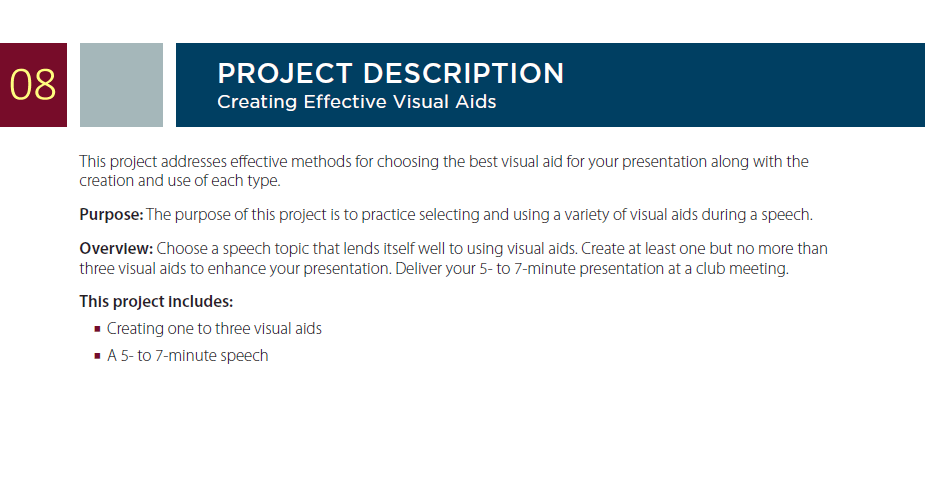 08
PROJECT DESCRIPTION
Creating Effective Visual Aids
This project addresses effective methods for choosing the best visual aid for your presentation along with the
creation and use of each type.
Purpose: The purpose of this project is to practice selecting and using a variety of visual aids during a speech.
Overview: Choose a speech topic that lends itself well to using visual aids. Create at least one but no more than
three visual aids to enhance your presentation. Deliver your 5- to 7-minute presentation at a club meeting.
This project includes:
▪ Creating one to three visual aids
▪ A 5- to 7-minute speech